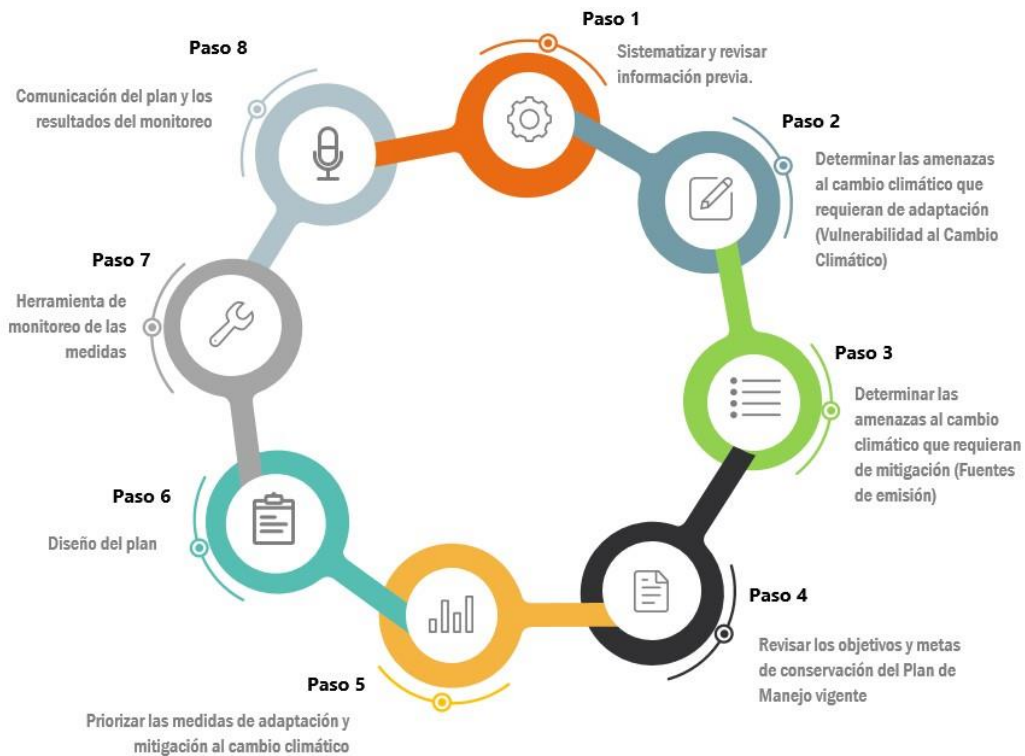 Paso 1
Sistematizar y revisar
información previa.
Paso 2
Determinar las amenazas
al cambio climático que
requieran de adaptación
(Vulnerabilidad al Cambio
Climático)
Paso 3
Determinar las
amenazas al cambio
climático que requieran
de mitigación (Fuentes
de emisión)
Paso 4
Revisar los objetivos y metas
de conservación del Plan de
Manejo vigente
Paso 5
Priorizar las medidas de adaptación y
mitigación al cambio climático
Paso 6
Diseño del plan
Paso 7
Herramienta de
monitoreo de las
medidas
Paso 8
Comunicación del plan y los
resultados del monitoreo